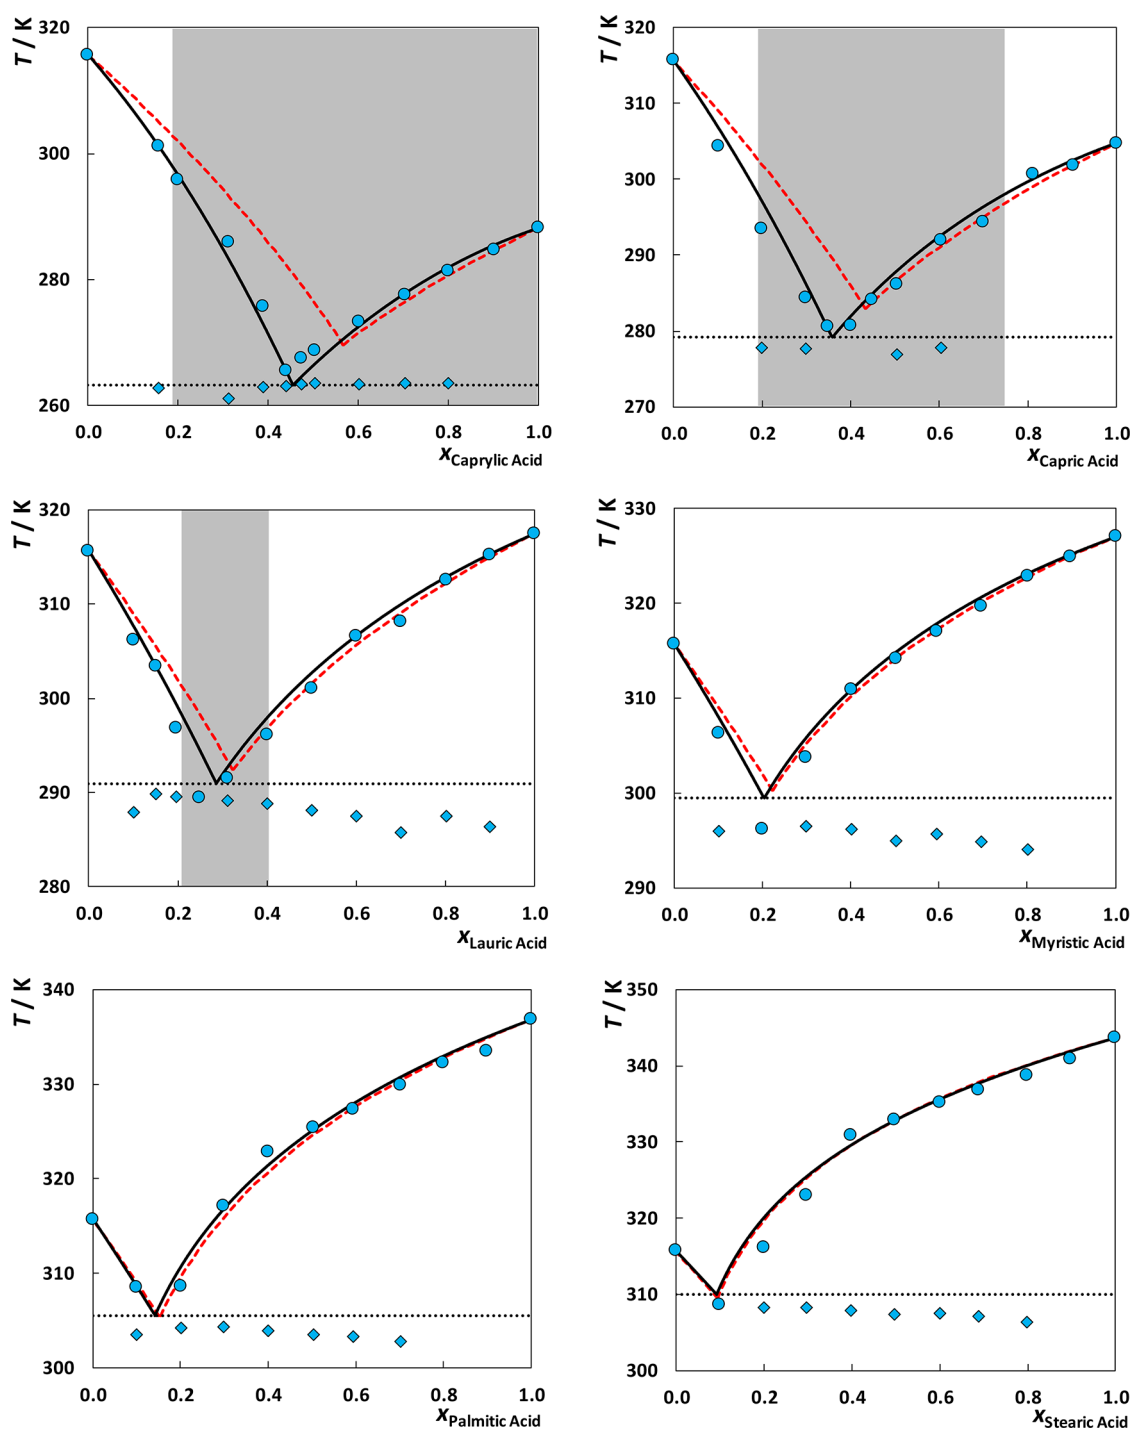 T / K
320
300
280
260
0.0 0.2 0.4 0.6 0.8 1.0
xCaprylic Acid
T / K
320
310
300
290
280
270
0.0 0.2 0.4 0.6 0.8 1.0
xCapric Acid
T / K
320
310
300
290
280
0.0 0.2 0.4 0.6 0.8 1.0
xLauric Acid
T / K
330
320
310
300
290
0.0 0.2 0.4 0.6 0.8 1.0
xMyristic Acid
T / K
340
330
320
310
300
0.0 0.2 0.4 0.6 0.8 1.0
xPalmitic Acid
T / K
350
340
330
320
310
300
0.0 0.2 0.4 0.6 0.8 1.0
xStearic Acid